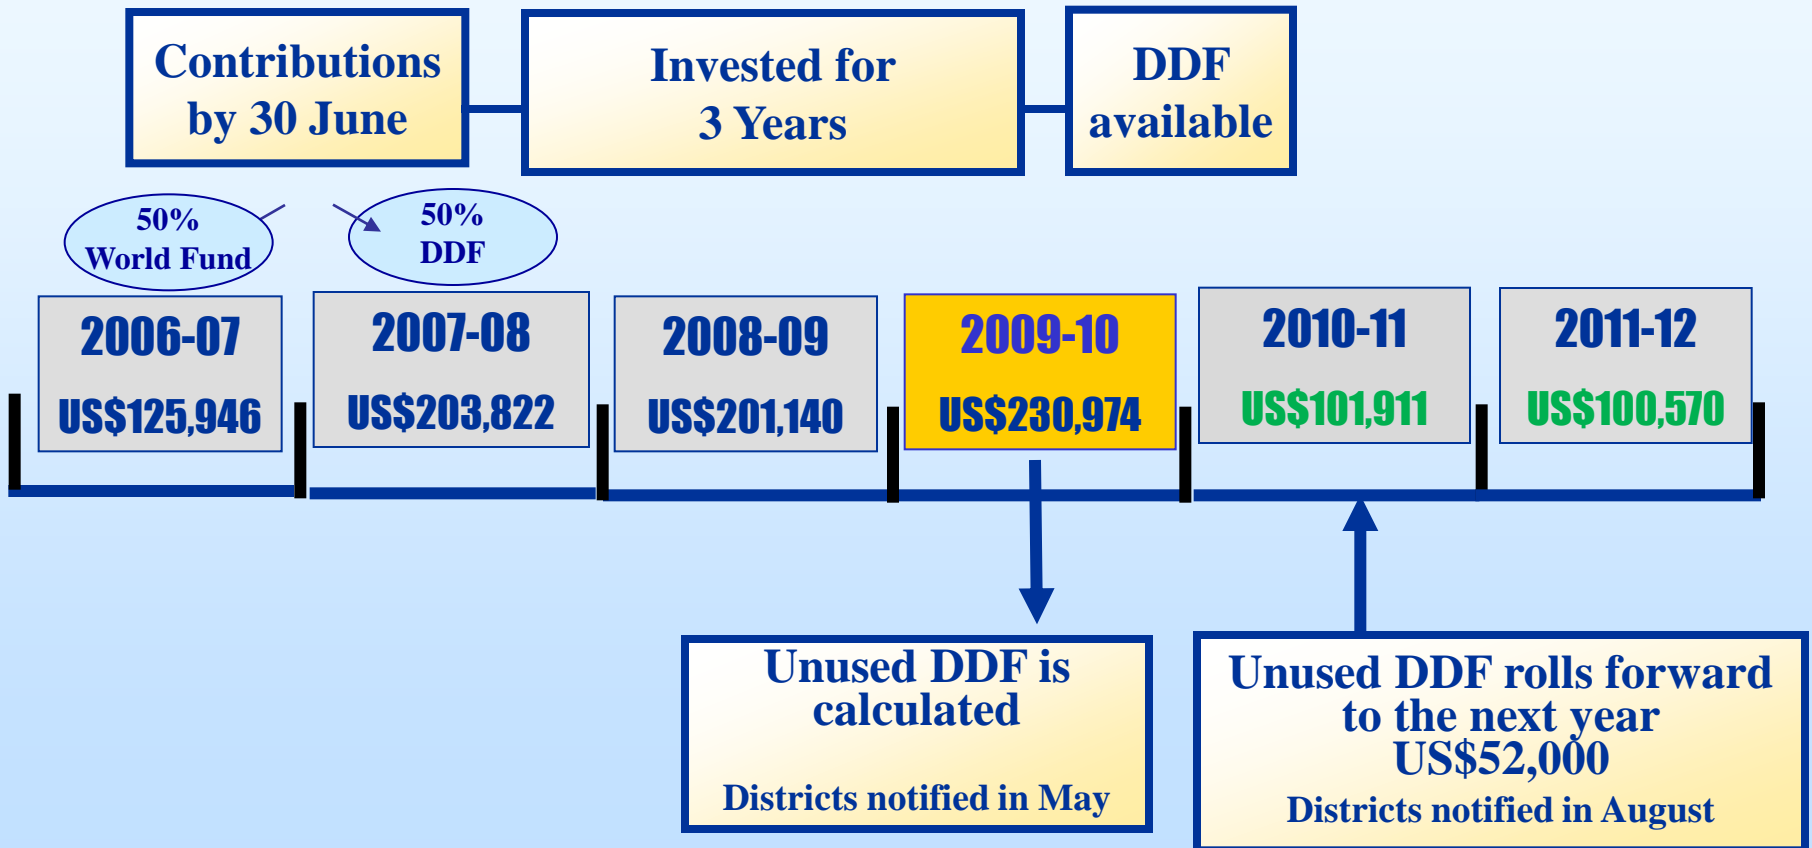 Contributions
by 30 June
Invested for
3 Years
DDF
available
50%
World Fund
50%
DDF
2006-07
US$125,946
2007-08
US$203,822
2008-09
US$201,140
2009-10
US$230,974
2010-11
US$101,911
2011-12
US$100,570
Unused DDF is
calculated
Districts notified in May
Unused DDF rolls forward
to the next year
US$52,000
Districts notified in August